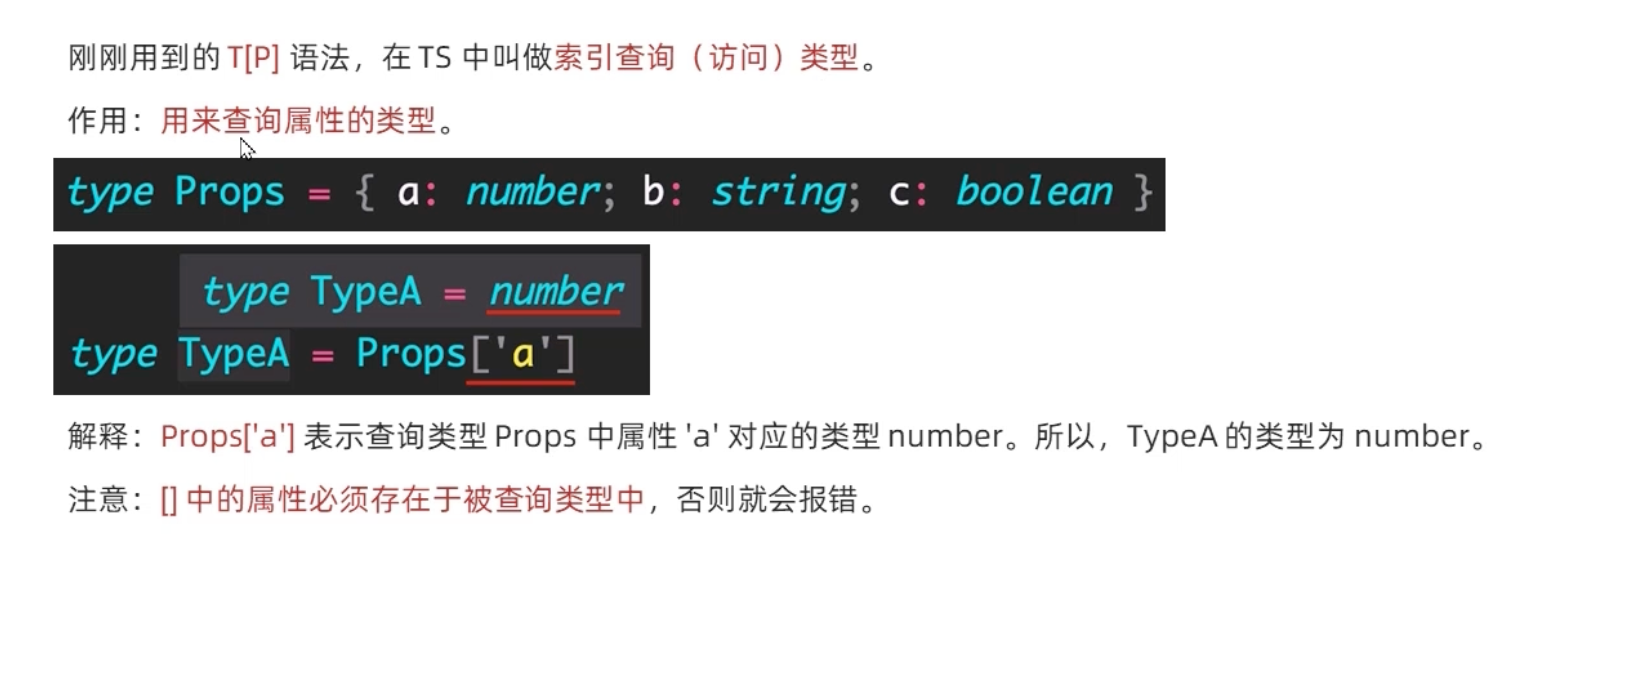 刚刚用到的 T[P] 语法，在 TS 中叫做索引查询（访问）类型。
作用：用来查询属性的类型。
type Props = { a: number; b: string; c: boolean }
type TypeA = number
type TypeA = Props['a']
解释：Props['a'] 表示查询类型 Props 中属性 'a' 对应的类型 number。所以，TypeA 的类型为 number。
注意：[] 中的属性必须存在于被查询类型中，否则就会报错。